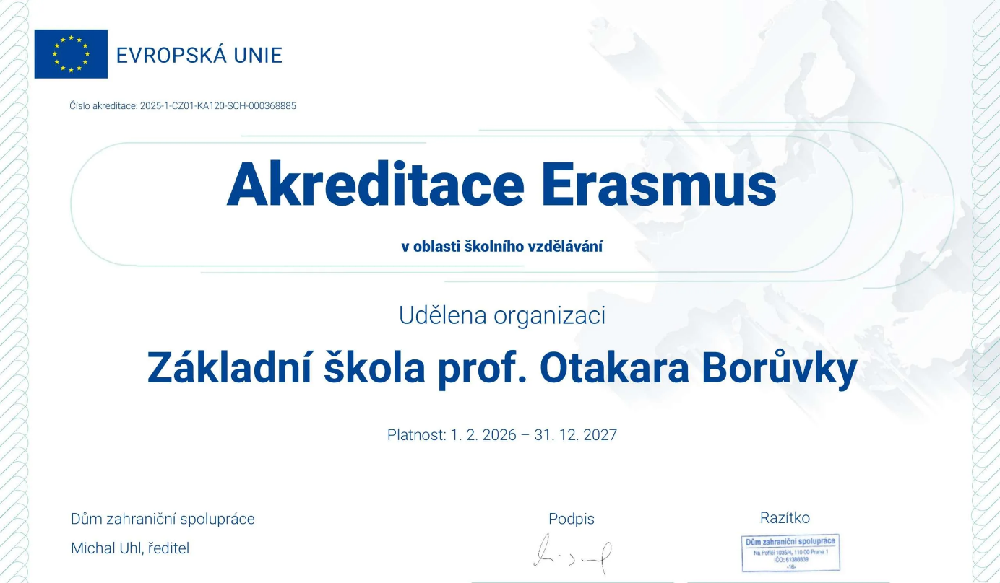 EVROPSKÁ UNIE
Číslo akreditace: 2025-1-CZ01-KA120-SCH-000368885
Akreditace Erasmus
v oblasti školního vzdělávání
Udělena organizaci
Základní škola prof. Otakara Borůvky
Platnost: 1. 2. 2026 – 31. 12. 2027
Dům zahraniční spolupráce
Michal Uhl, ředitel
Podpis
Razítko
Dům zahraniční spolupráce
Na Poříčí 1035/4, 110 00 Praha 1
IČO: 61386839
-16-